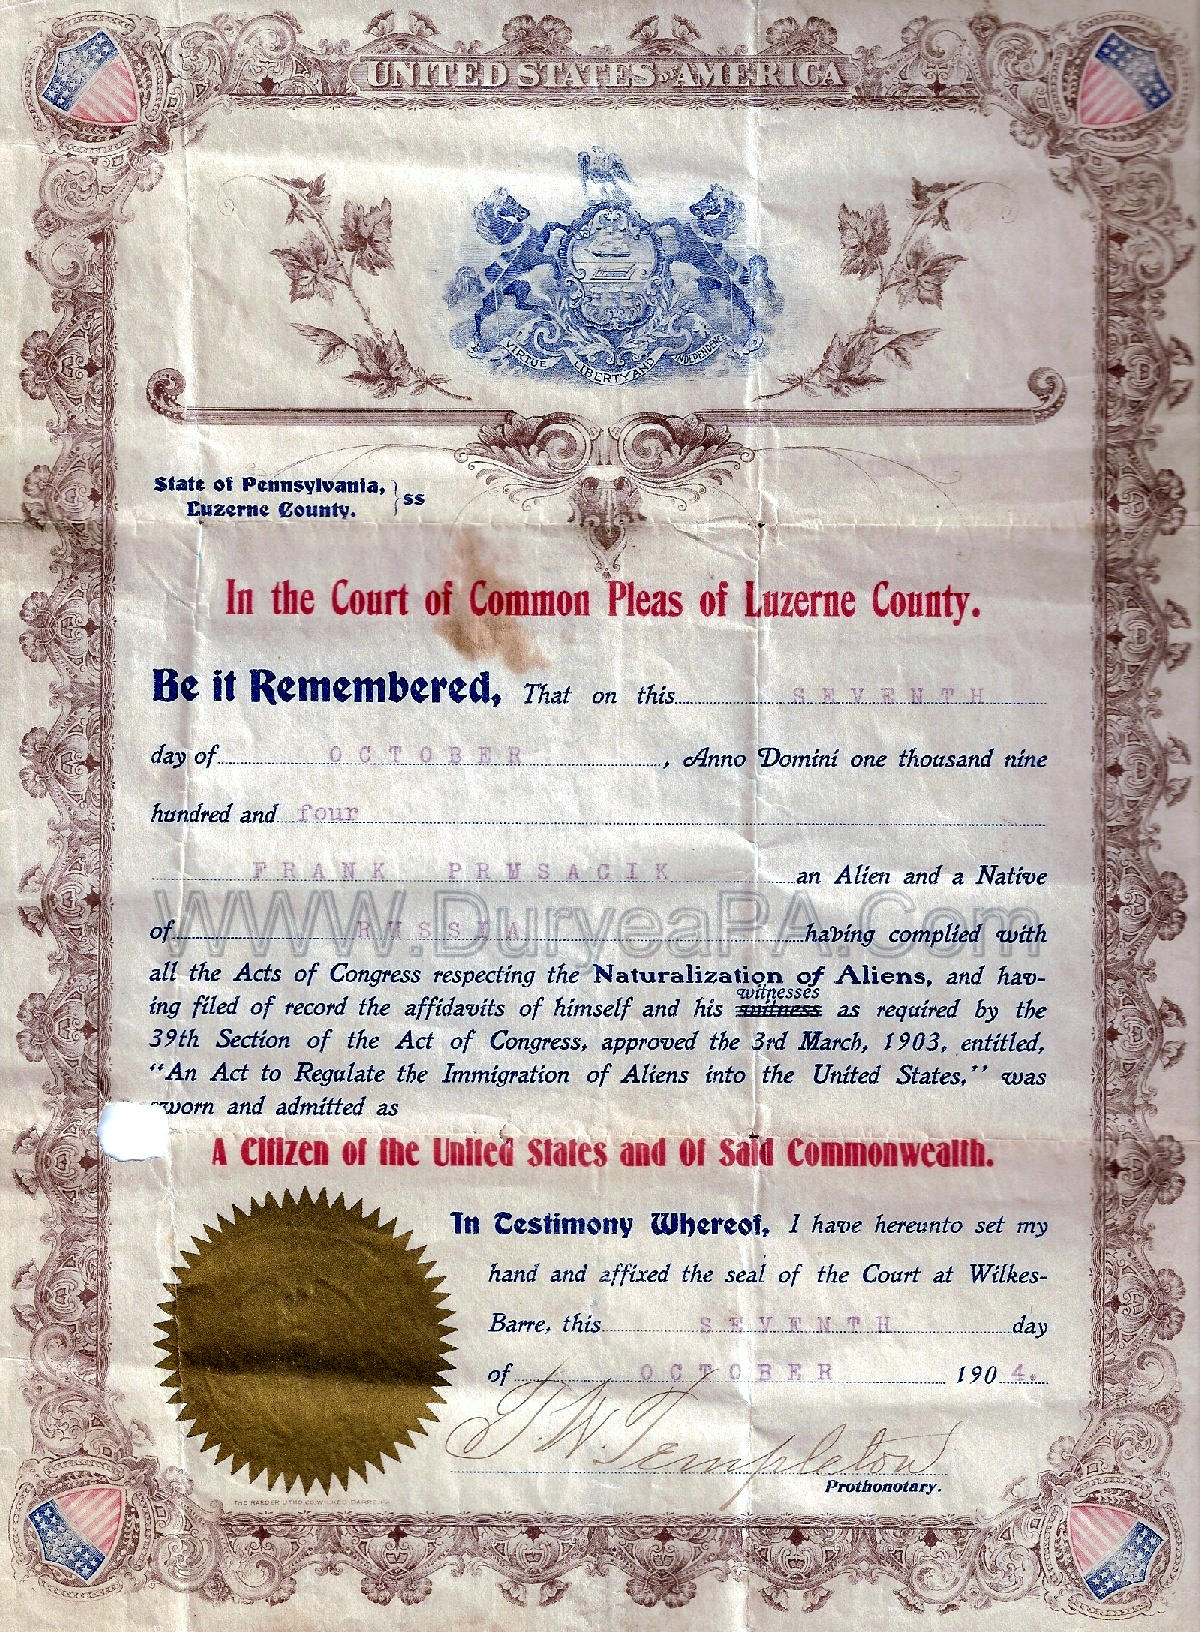 UNITED STATES OF AMERICA
VIRTUE LIBERTY AND INDEPENDENCE
State of Pennsylvania, } ss
Luzerne County.
In the Court of Common Pleas of Luzerne County.
Be it Remembered, That on this SEVENTH
day of OCTOBER, Anno Domini one thousand nine
hundred and four
FRANK PRUSACIK an Alien and a Native
WWW.DuryeaPA.Com
of RUSSIA having complied with
all the Acts of Congress respecting the Naturalization of Aliens, and hav-
witnesses
ing filed of record the affidavits of himself and his witness as required by the
39th Section of the Act of Congress, approved the 3rd March, 1903, entitled,
"An Act to Regulate the Immigration of Aliens into the United States," was
sworn and admitted as
A Citizen of the United States and Of Said Commonwealth.
In Testimony Whereof, I have hereunto set my
hand and affixed the seal of the Court at Wilkes-
Barre, this SEVENTH day
of OCTOBER 1904.
T. W. Templeton
Prothonotary.
THE RAEDER CO. WILKES BARRE, PA